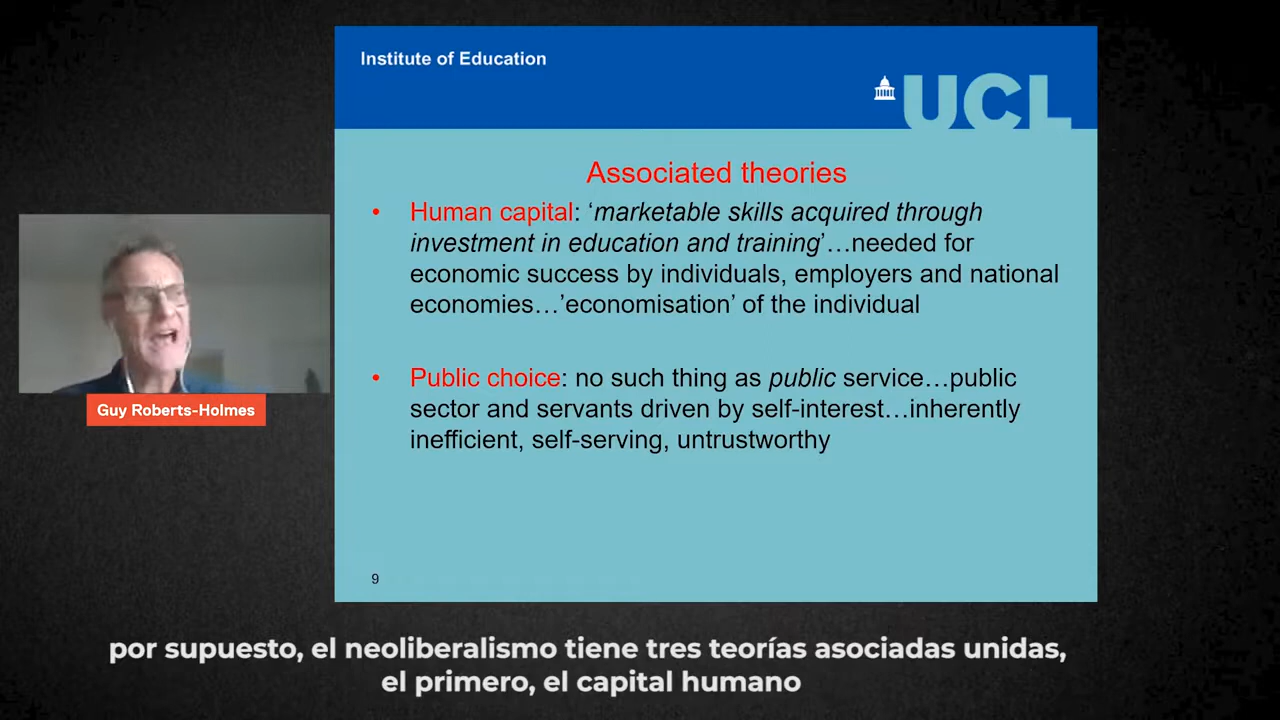 Institute of Education
UCL
Associated theories
• Human capital: ‘marketable skills acquired through
investment in education and training’…needed for
economic success by individuals, employers and national
economies…’economisation’ of the individual
• Public choice: no such thing as public service…public
sector and servants driven by self-interest…inherently
inefficient, self-serving, untrustworthy
Guy Roberts-Holmes
9
por supuesto, el neoliberalismo tiene tres teorías asociadas unidas,
el primero, el capital humano